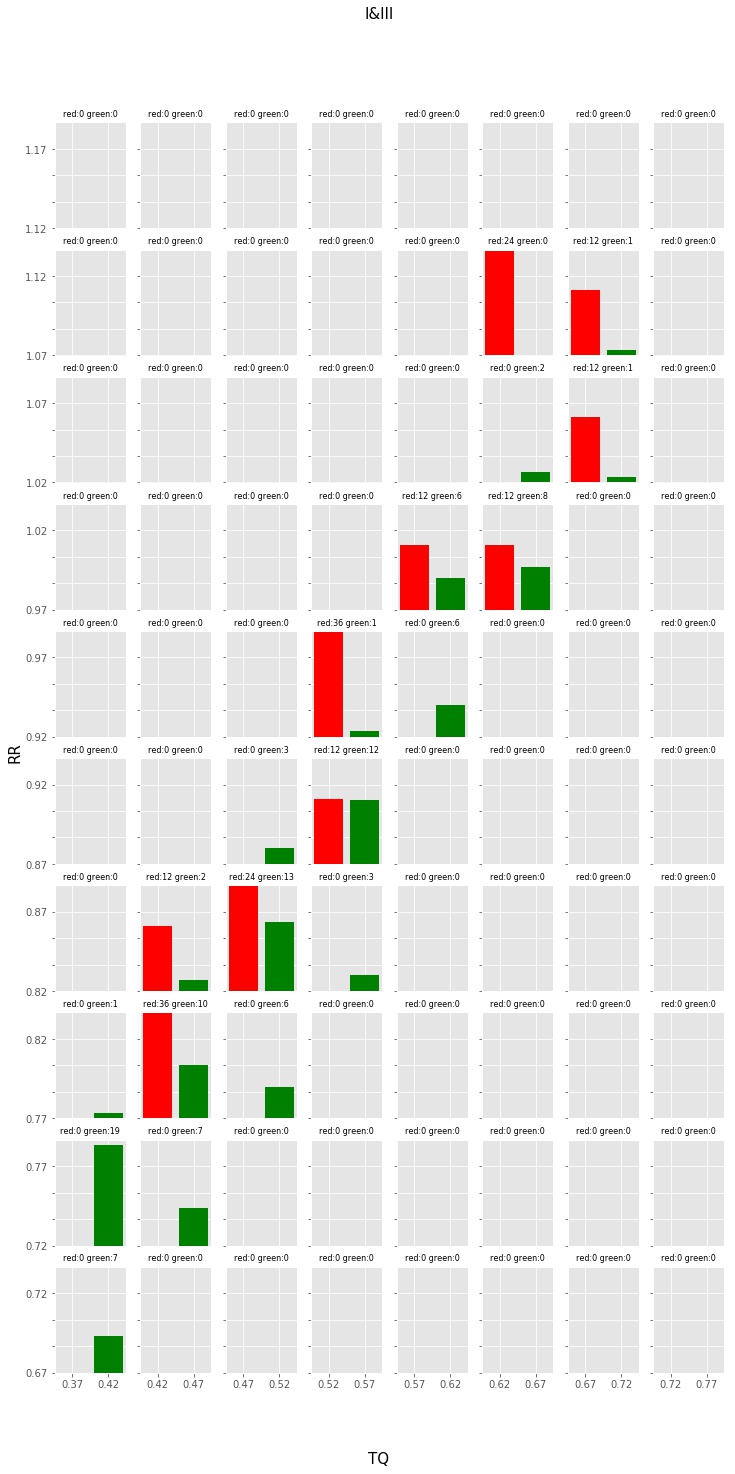 I&III
red:0 green:0 red:0 green:0 red:0 green:0 red:0 green:0 red:0 green:0 red:0 green:0 red:0 green:0 red:0 green:0
1.17
1.12
red:0 green:0 red:0 green:0 red:0 green:0 red:0 green:0 red:0 green:0 red:24 green:0 red:12 green:1 red:0 green:0
1.12
1.07
red:0 green:0 red:0 green:0 red:0 green:0 red:0 green:0 red:0 green:0 red:0 green:2 red:12 green:1 red:0 green:0
1.07
1.02
red:0 green:0 red:0 green:0 red:0 green:0 red:0 green:0 red:12 green:6 red:12 green:8 red:0 green:0 red:0 green:0
1.02
0.97
red:0 green:0 red:0 green:0 red:0 green:0 red:36 green:1 red:0 green:6 red:0 green:0 red:0 green:0 red:0 green:0
0.97
0.92
RR
red:0 green:0 red:0 green:0 red:0 green:3 red:12 green:12 red:0 green:0 red:0 green:0 red:0 green:0 red:0 green:0
0.92
0.87
red:0 green:0 red:12 green:2 red:24 green:13 red:0 green:3 red:0 green:0 red:0 green:0 red:0 green:0 red:0 green:0
0.87
0.82
red:0 green:1 red:36 green:10 red:0 green:6 red:0 green:0 red:0 green:0 red:0 green:0 red:0 green:0 red:0 green:0
0.82
0.77
red:0 green:19 red:0 green:7 red:0 green:0 red:0 green:0 red:0 green:0 red:0 green:0 red:0 green:0 red:0 green:0
0.77
0.72
red:0 green:7 red:0 green:0 red:0 green:0 red:0 green:0 red:0 green:0 red:0 green:0 red:0 green:0 red:0 green:0
0.72
0.67
0.37 0.42 0.42 0.47 0.47 0.52 0.52 0.57 0.57 0.62 0.62 0.67 0.67 0.72 0.72 0.77
TQ